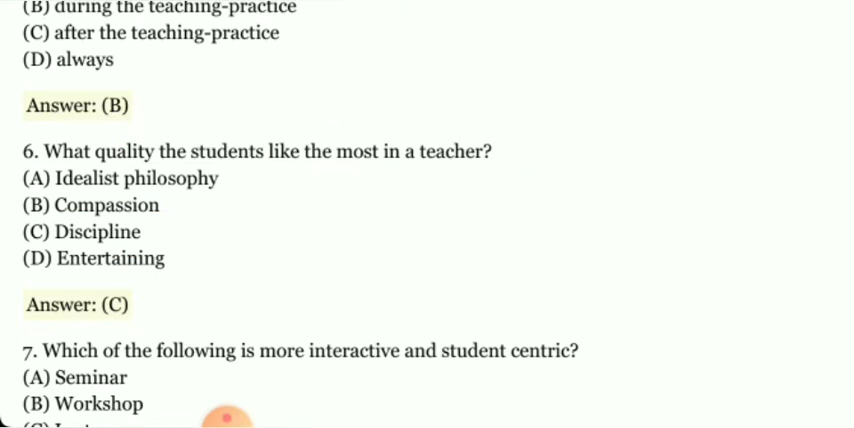 (B) during the teaching-practice
(C) after the teaching-practice
(D) always
Answer: (B)
6. What quality the students like the most in a teacher?
(A) Idealist philosophy
(B) Compassion
(C) Discipline
(D) Entertaining
Answer: (C)
7. Which of the following is more interactive and student centric?
(A) Seminar
(B) Workshop